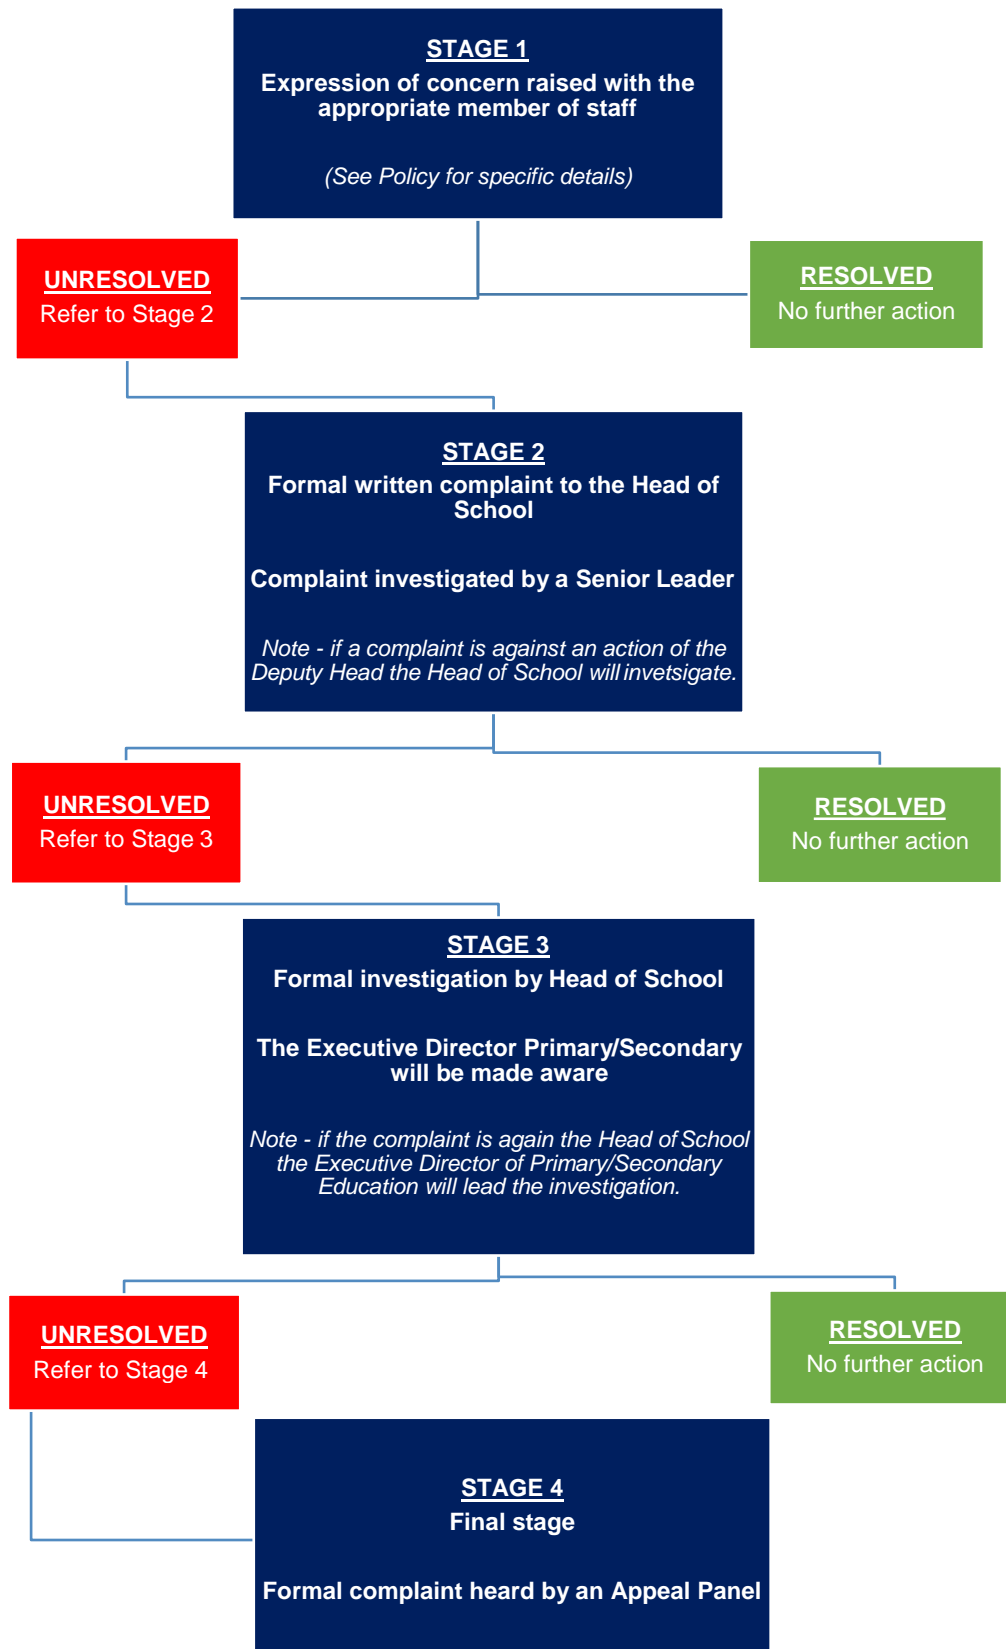 STAGE 1
Expression of concern raised with the
appropriate member of staff
(See Policy for specific details)
UNRESOLVED
Refer to Stage 2
RESOLVED
No further action
STAGE 2
Formal written complaint to the Head of
School
Complaint investigated by a Senior Leader
Note - if a complaint is against an action of the
Deputy Head the Head of School will invetsigate.
UNRESOLVED
Refer to Stage 3
RESOLVED
No further action
STAGE 3
Formal investigation by Head of School
The Executive Director Primary/Secondary
will be made aware
Note - if the complaint is again the Head of School
the Executive Director of Primary/Secondary
Education will lead the investigation.
UNRESOLVED
Refer to Stage 4
RESOLVED
No further action
STAGE 4
Final stage
Formal complaint heard by an Appeal Panel